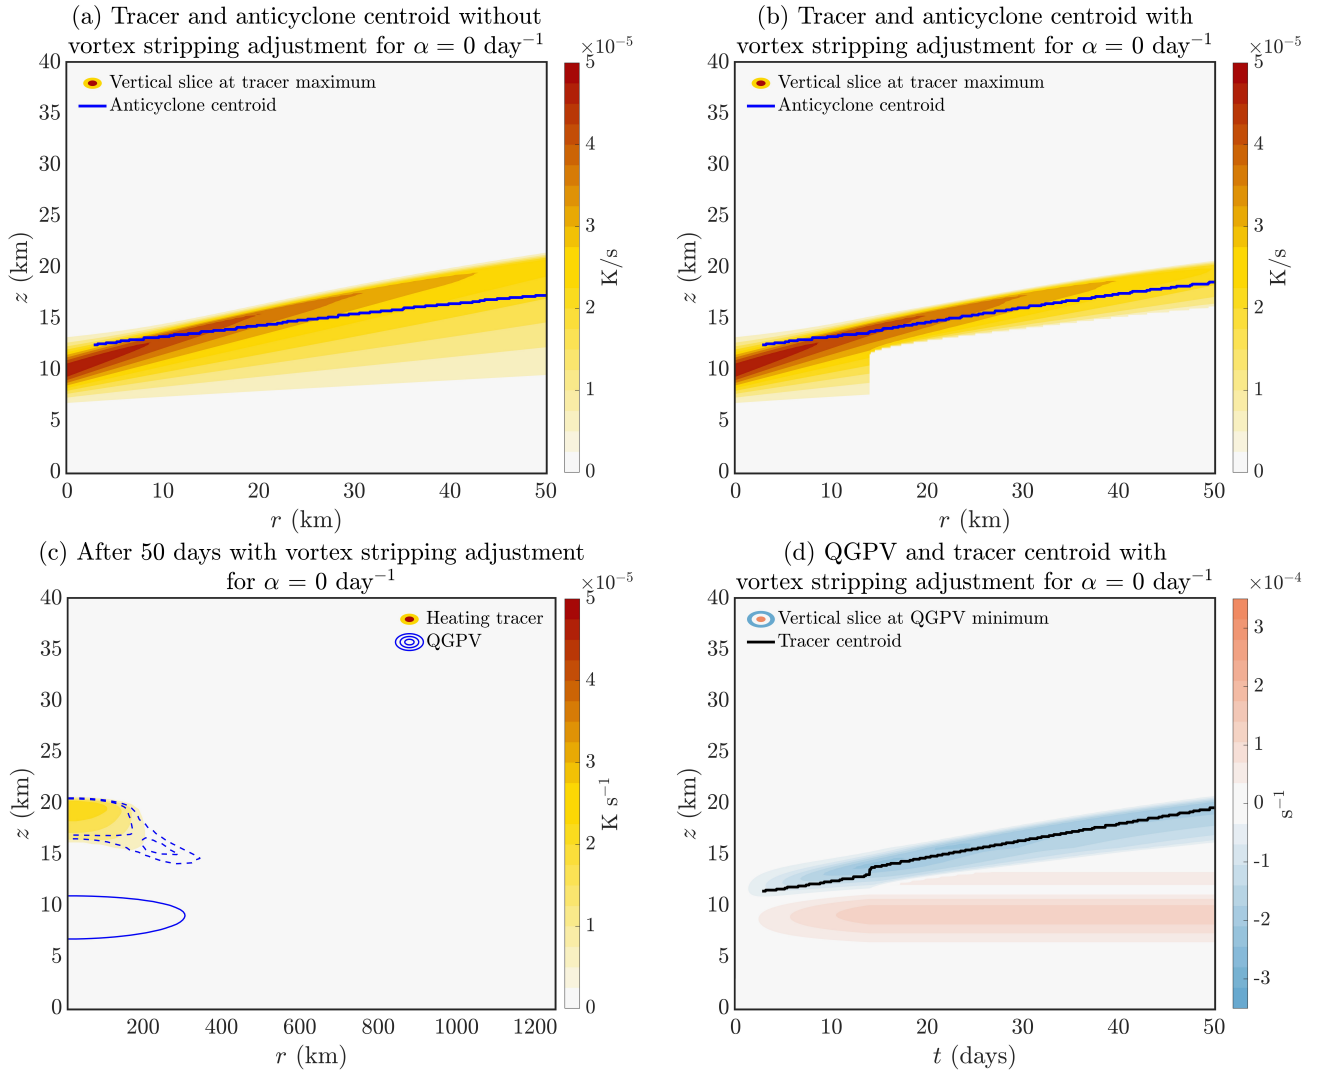 (a) Tracer and anticyclone centroid without
vortex stripping adjustment for α = 0 day⁻¹
×10⁻⁵
Vertical slice at tracer maximum
Anticyclone centroid
40
35
30
25
20
15
10
5
0
z (km)
0 10 20 30 40 50
r (km)
5
4
3
2
1
0
K/s
(b) Tracer and anticyclone centroid with
vortex stripping adjustment for α = 0 day⁻¹
×10⁻⁵
Vertical slice at tracer maximum
Anticyclone centroid
40
35
30
25
20
15
10
5
0
z (km)
0 10 20 30 40 50
r (km)
5
4
3
2
1
0
K/s
(c) After 50 days with vortex stripping adjustment
for α = 0 day⁻¹
×10⁻⁵
Heating tracer
QGPV
40
35
30
25
20
15
10
5
0
z (km)
200 400 600 800 1000 1200
r (km)
5
4
3
2
1
0
K s⁻¹
(d) QGPV and tracer centroid with
vortex stripping adjustment for α = 0 day⁻¹
×10⁻⁴
Vertical slice at QGPV minimum
Tracer centroid
40
35
30
25
20
15
10
5
0
z (km)
0 10 20 30 40 50
t (days)
3
2
1
0
-1
-2
-3
s⁻¹